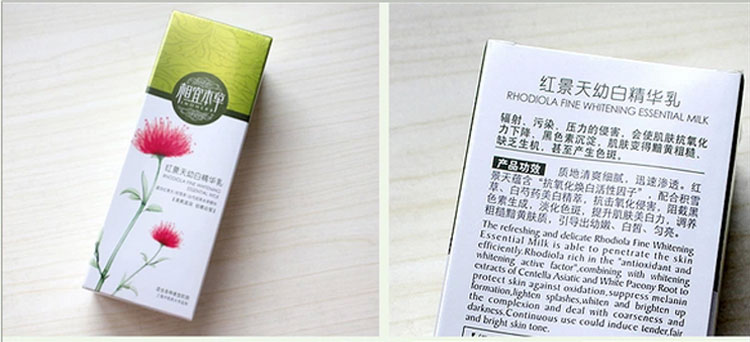 相宜本草
INOHERB
红景天幼白精华乳
RHODIOLA FINE WHITENING
ESSENTIAL MILK
红景天幼白精华乳
RHODIOLA FINE WHITENING ESSENTIAL MILK
辐射、污染、压力的侵害，会使肌肤抗氧化
力下降、黑色素沉淀，肌肤变得黯黄粗糙、
缺乏生机，甚至产生色斑。
产品功效 质地清爽细腻，迅速渗透。红
景天蕴含“抗氧化焕白活性因子”，配合积雪
草、白芍药美白精萃，抗击氧化侵害，阻截黑
色素生成，淡化色斑，提升肌肤美白力，调养
粗糙黯黄肤质，引导出幼嫩、白皙、匀亮。
The refreshing and delicate Rhodiola Fine Whitening
Essential Milk is able to penetrate the skin
efficiently.Rhodiola rich in the "antioxidant and
whitening active factor",combining with whitening
extracts of Centella Asiatic and White Paeony Root to
protect skin against oxidation,suppress melanin
formation,lighten splashes,whiten and brighten up
the complexion and deal with coarseness and
darkness.Continuous use could induce tender,fair
and bright skin tone.